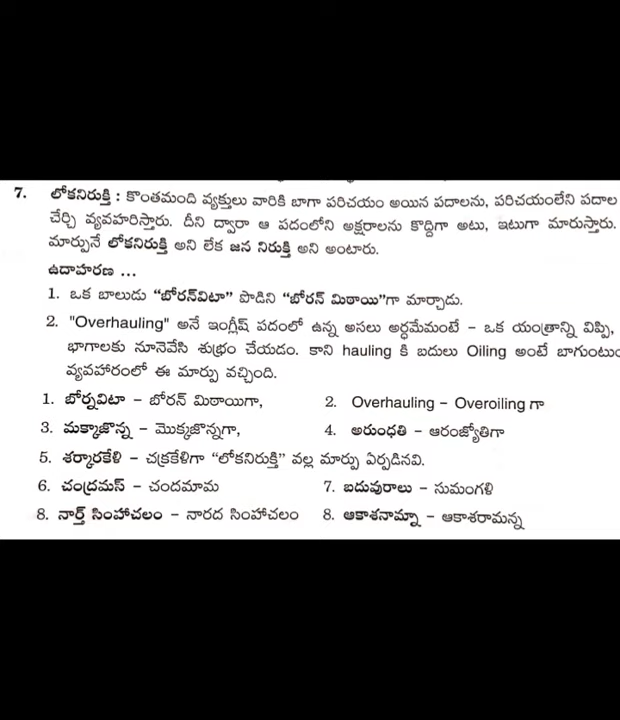 7. లోకనిరుక్తి : కొంతమంది వ్యక్తులు వారికి బాగా పరిచయం అయిన పదాలను, పరిచయంలేని పదాల
చేర్చి వ్యవహరిస్తారు. దీని ద్వారా ఆ పదంలోని అక్షరాలను కొద్దిగా అటు, ఇటుగా మారుస్తారు.
మార్పునే లోకనిరుక్తి అని లేక జన నిరుక్తి అని అంటారు.
ఉదాహరణ ...
1. ఒక బాలుడు “బోరన్‌విటా” పొడిని “బోరన్ మిఠాయి”గా మార్చాడు.
2. "Overhauling" అనే ఇంగ్లీష్ పదంలో ఉన్న అసలు అర్థమేమంటే – ఒక యంత్రాన్ని విప్పి,
భాగాలకు నూనెవేసి శుభ్రం చేయడం. కాని hauling కి బదులు Oiling అంటే బాగుంటుం
వ్యవహారంలో ఈ మార్పు వచ్చింది.
1. బోర్నవిటా – బోరన్ మిఠాయిగా, 2. Overhauling – Overoiling గా
3. మక్కాజొన్న – మొక్కజొన్నగా, 4. అరుంధతి – ఆరంజ్యోతిగా
5. శర్కారకేళి – చక్రకేళిగా “లోకనిరుక్తి” వల్ల మార్పు ఏర్పడినవి.
6. చంద్రమస్ – చందమామ 7. బదువురాలు – సుమంగళి
8. నార్త్ సింహాచలం – నారద సింహాచలం 8. ఆకాశనామ్నా – ఆకాశరామన్న